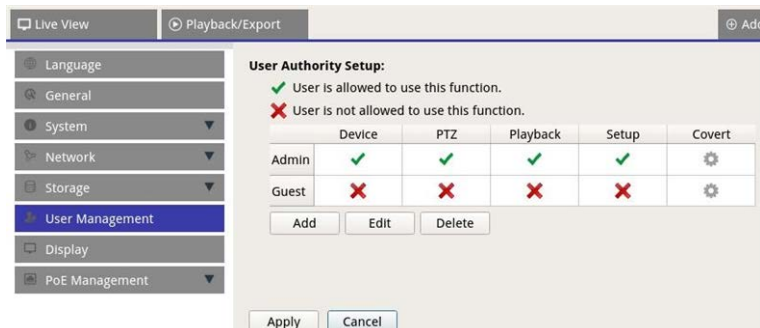 Live View
Playback/Export
Language
General
System
Network
Storage
User Management
Display
PoE Management
User Authority Setup:
User is allowed to use this function.
User is not allowed to use this function.
Device PTZ Playback Setup Covert
Admin
Guest
Add Edit Delete
Apply Cancel